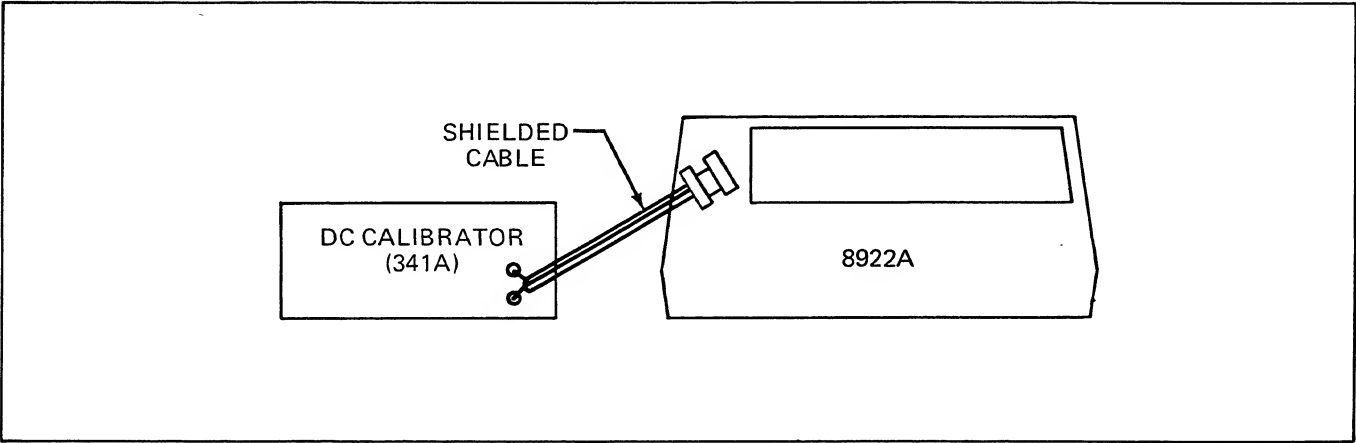 SHIELDED
CABLE
DC CALIBRATOR
(341A)
8922A